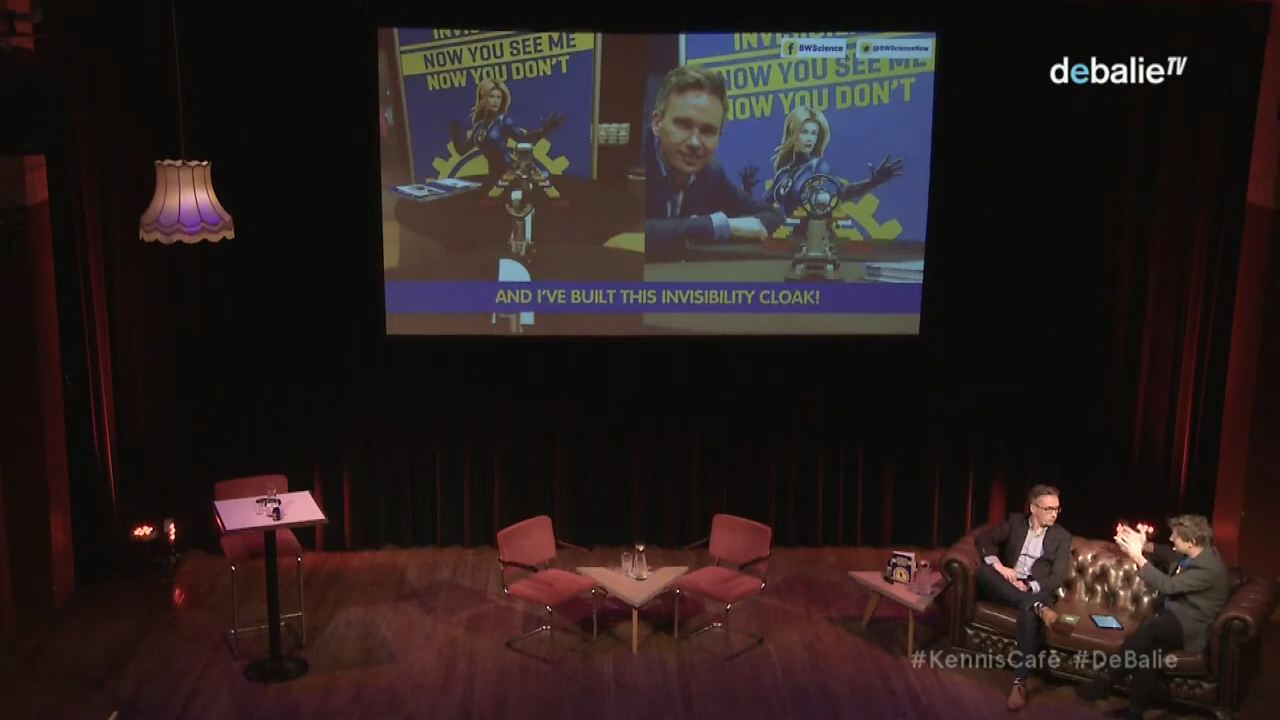 NOW YOU SEE ME
NOW YOU DON'T
BWScience
@BWScienceNow
NOW YOU SEE ME
NOW YOU DON'T
AND I'VE BUILT THIS INVISIBILITY CLOAK!
debalieTV
#KennisCafé #DeBalie